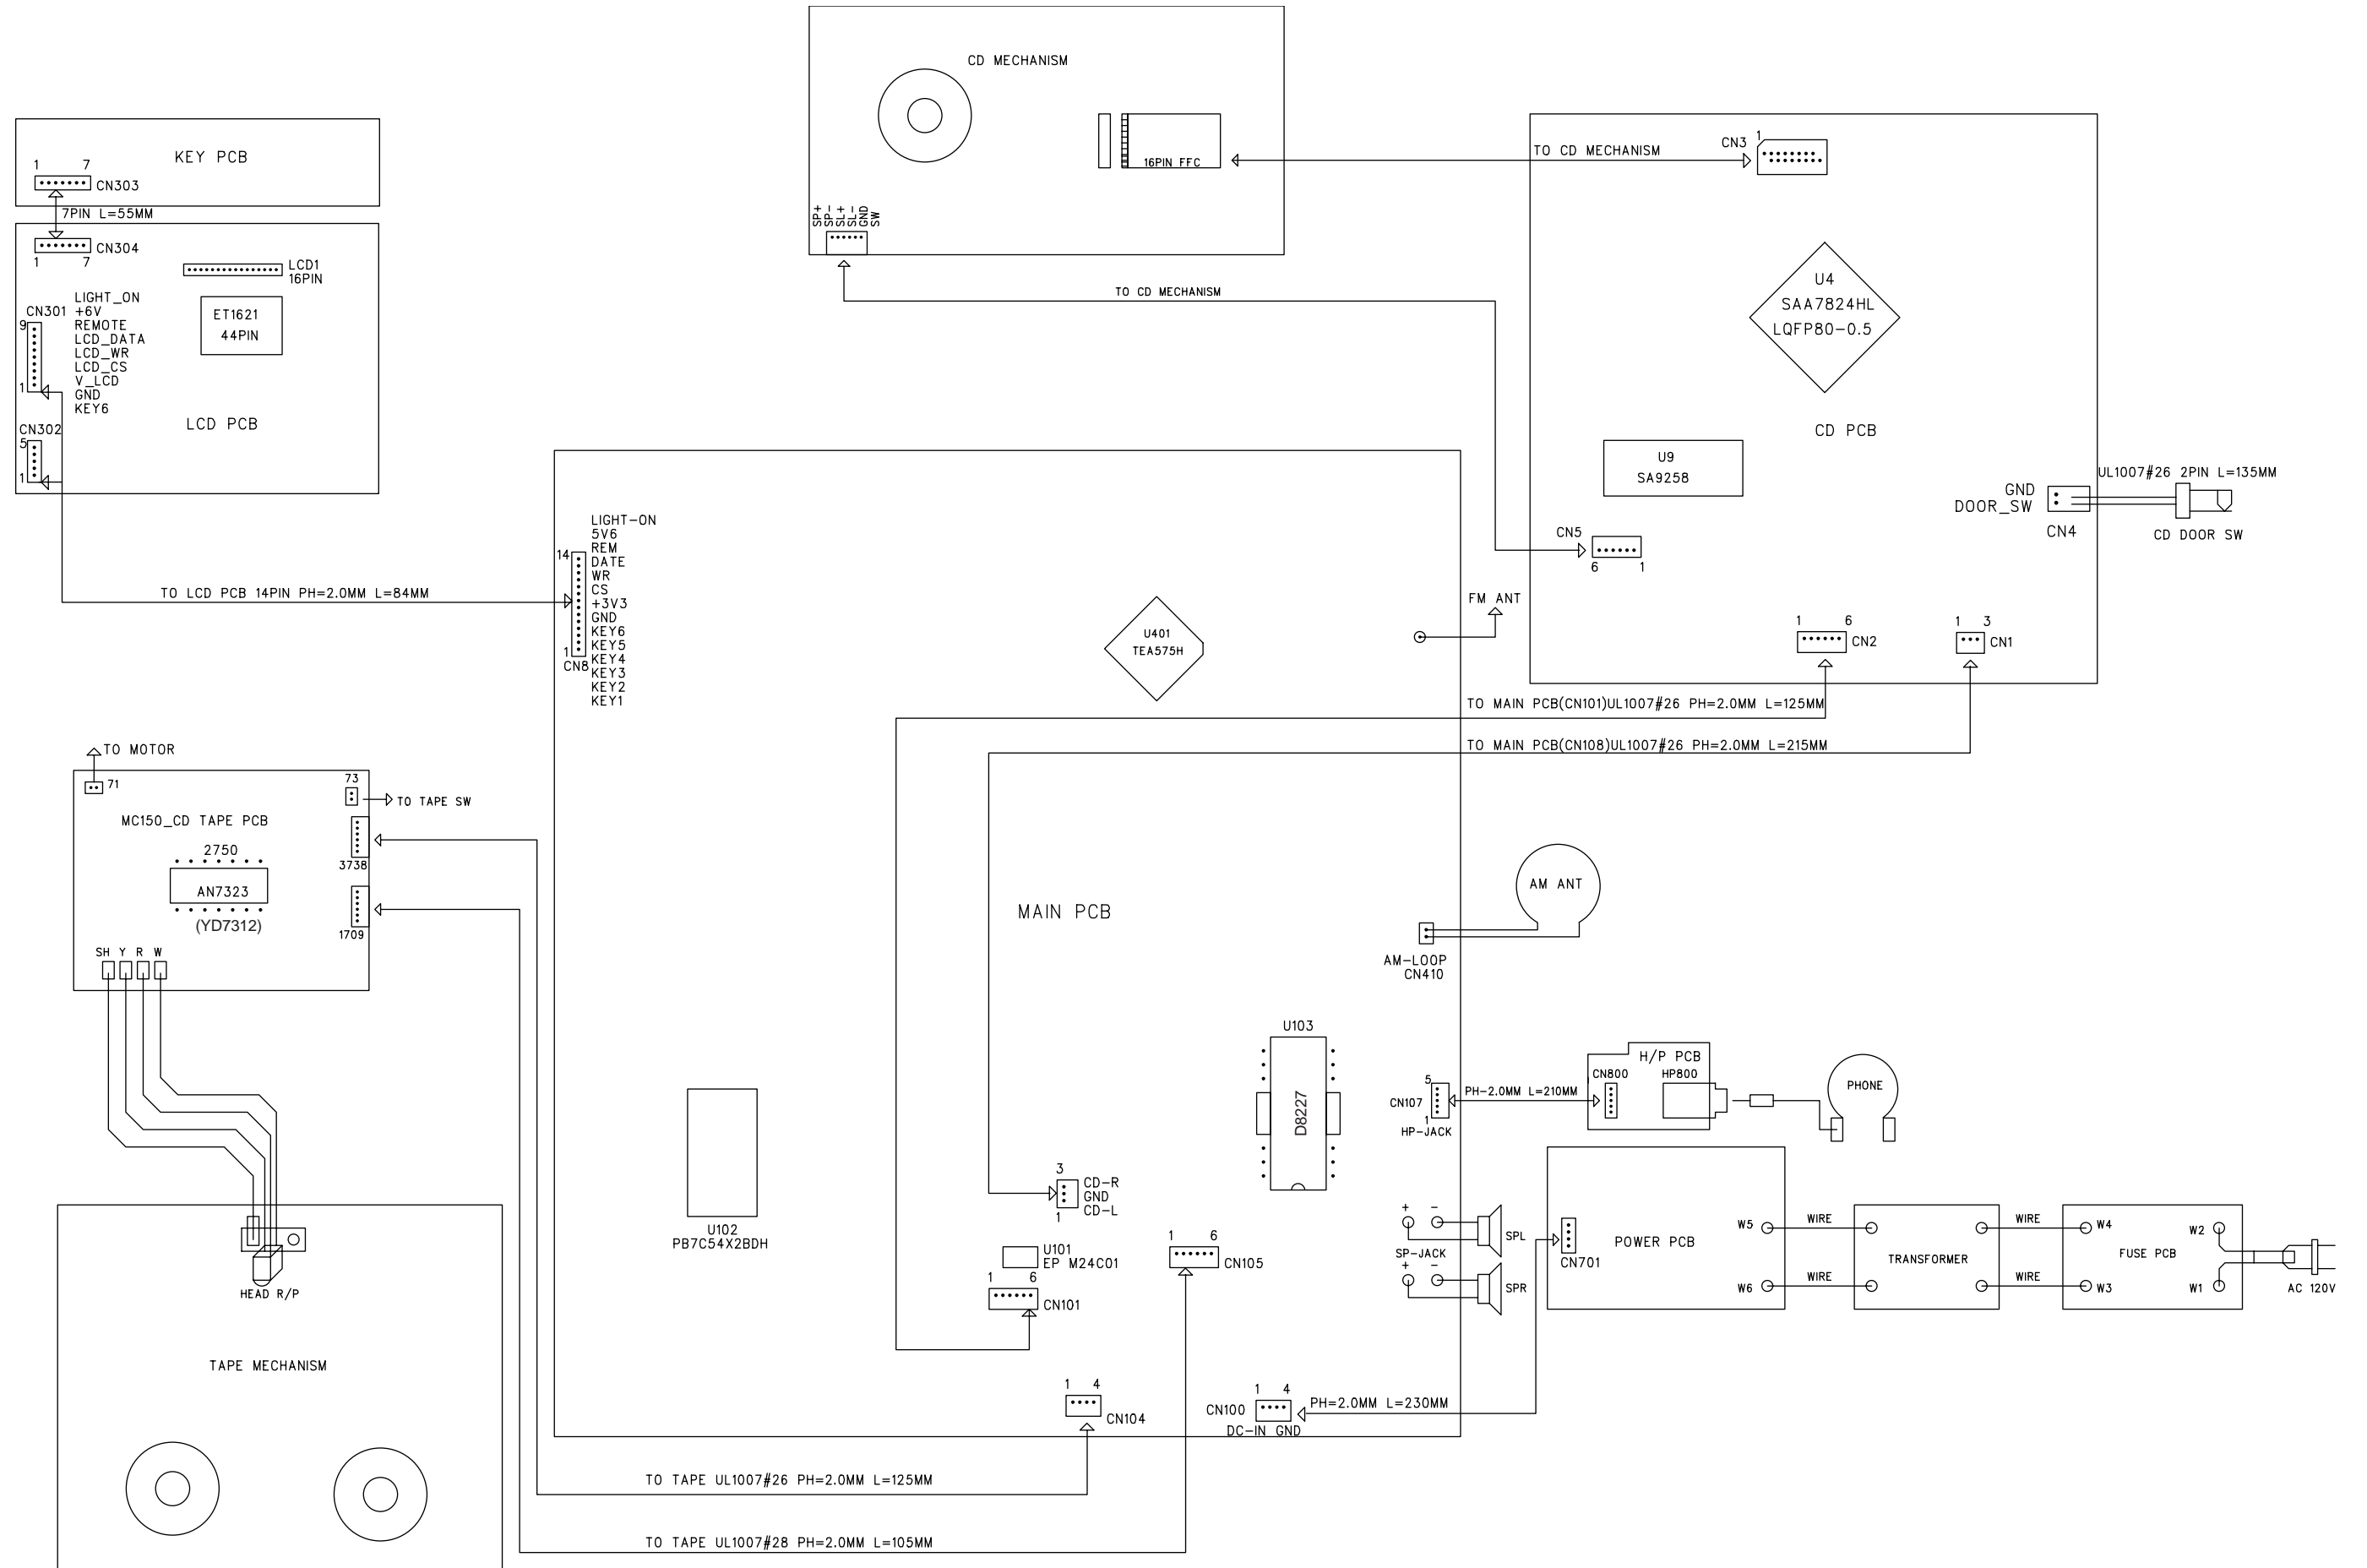 CD MECHANISM
16PIN FFC
SP+
SP-
SL+
SL-
GND
SW
TO CD MECHANISM
TO CD MECHANISM
KEY PCB
1 7
CN303
7PIN L=55MM
CN304
1 7
LCD1
16PIN
LIGHT_ON
CN301 +6V
9 REMOTE
LCD_DATA
LCD_WR
LCD_CS
V_LCD
1 GND
KEY6
ET1621
44PIN
LCD PCB
CN302
5
1
TO LCD PCB 14PIN PH=2.0MM L=84MM
CN3
1
U4
SAA7824HL
LQFP80-0.5
CD PCB
U9
SA9258
GND
DOOR_SW
CN4
UL1007#26 2PIN L=135MM
CD DOOR SW
CN5
6 1
1 6
CN2
1 3
CN1
LIGHT-ON
5V6
REM
14 DATE
WR
CS
+3V3
GND
KEY6
KEY5
1 KEY4
CN8 KEY3
KEY2
KEY1
U401
TEA575H
FM ANT
TO MAIN PCB(CN101)UL1007#26 PH=2.0MM L=125MM
TO MAIN PCB(CN108)UL1007#26 PH=2.0MM L=215MM
TO MOTOR
71
73
TO TAPE SW
MC150_CD TAPE PCB
2750
AN7323
(YD7312)
3738
1709
SH Y R W
HEAD R/P
TAPE MECHANISM
MAIN PCB
AM ANT
AM-LOOP
CN410
U103
D8227
5
CN107
1
HP-JACK
PH-2.0MM L=210MM
H/P PCB
CN800 HP800
PHONE
U102
PB7C54X2BDH
3
CD-R
GND
CD-L
1
U101
EP M24C01
1 6
CN101
1 6
CN105
+ -
SPL
SP-JACK
+ -
SPR
CN701
POWER PCB
W5
W6
WIRE
WIRE
TRANSFORMER
WIRE
WIRE
W4
W3
FUSE PCB
W2
W1
AC 120V
1 4
CN104
1 4
CN100
DC-IN GND
PH=2.0MM L=230MM
TO TAPE UL1007#26 PH=2.0MM L=125MM
TO TAPE UL1007#28 PH=2.0MM L=105MM